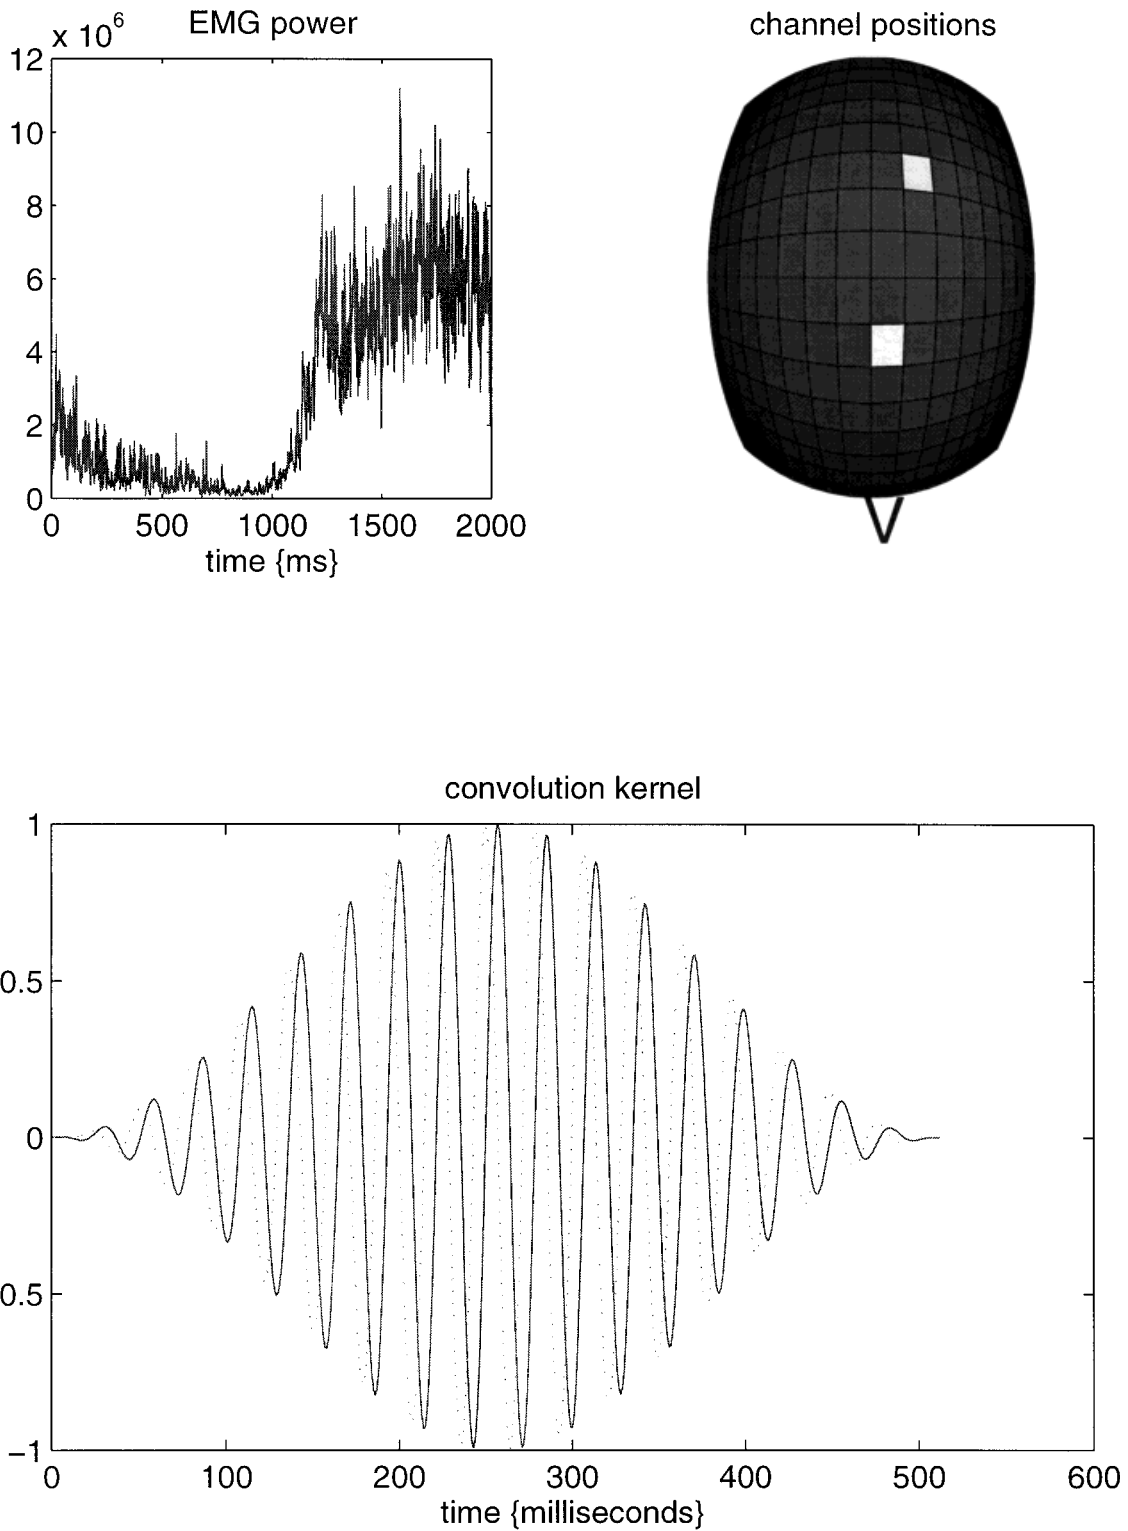 EMG power
x 10^6
12
10
8
6
4
2
0
0 500 1000 1500 2000
time {ms}
channel positions
convolution kernel
1
0.5
0
0.5
−1
0 100 200 300 400 500 600
time {milliseconds}